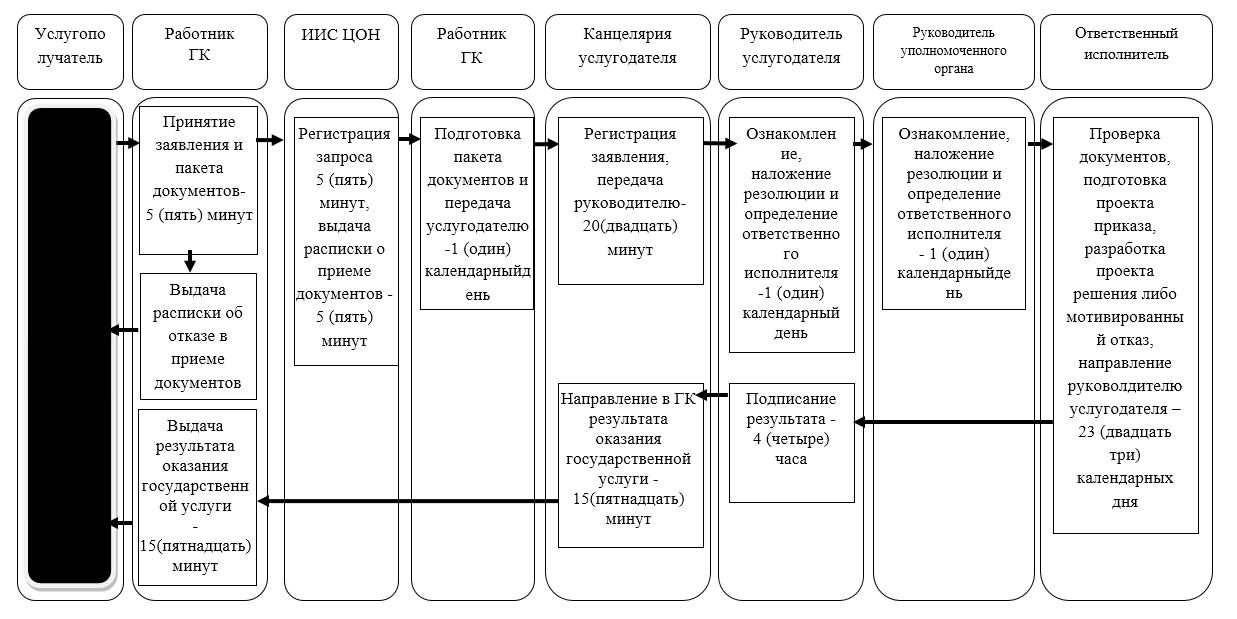 Услугопо
лучатель
Работник
ГК
ИИС ЦОН
Работник
ГК
Канцелярия
услугодателя
Руководитель
услугодателя
Руководитель
уполномоченного
органа
Ответственный
исполнитель
Принятие
заявления и
пакета
документов-
5 (пять) минут
Выдача
расписки об
отказе в
приеме
документов
Выдача
результата
оказания
государственн
ой услуги
-
15(пятнадцать)
минут
Регистрация
запроса
5 (пять)
минут,
выдача
расписки о
приеме
документов -
5 (пять)
минут
Подготовка
пакета
документов и
передача
услугодателю
-1 (один)
календарныйд
ень
Регистрация
заявления,
передача
руководителю-
20(двадцать)
минут
Направление в ГК
результата
оказания
государственной
услуги -
15(пятнадцать)
минут
Ознакомлен
ие,
наложение
резолюции и
определение
ответственно
го
исполнителя
-1 (один)
календарный
день
Подписание
результата -
4 (четыре)
часа
Ознакомление,
наложение
резолюции и
определение
ответственного
исполнителя
- 1 (один)
календарныйде
нь
Проверка
документов,
подготовка
проекта
приказа,
разработка
проекта
решения либо
мотивированны
й отказ,
направление
руководлдителю
услугодателя –
23 (двадцать
три)
календарных
дня